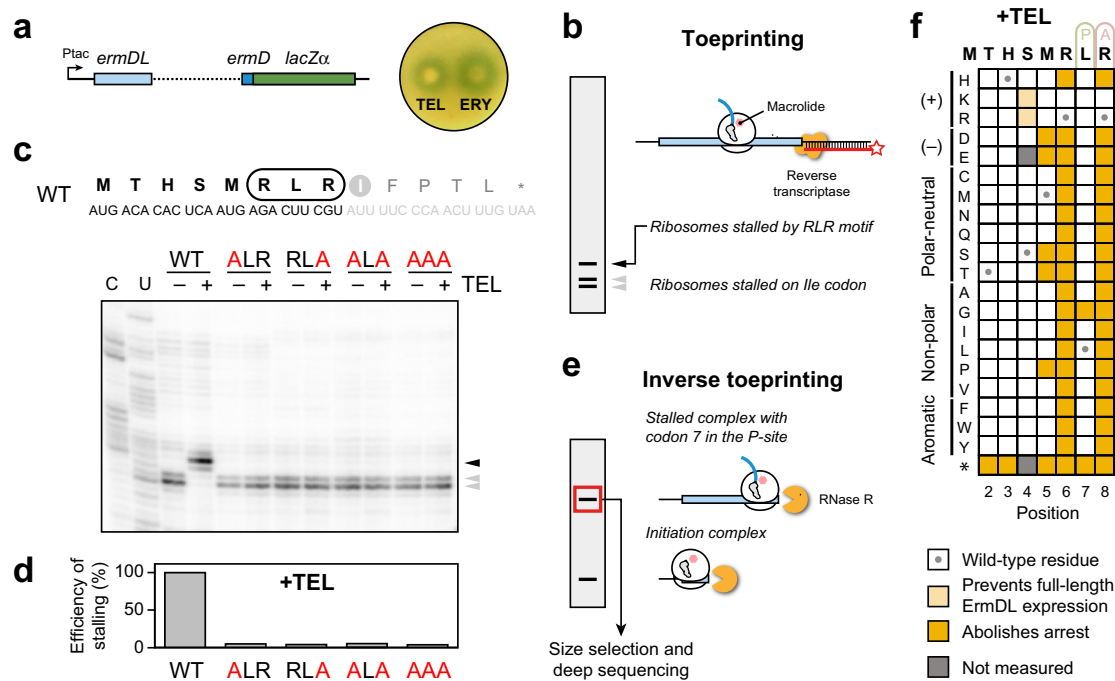 a
Ptac
ermDL
ermD lacZα
TEL ERY
b
Toeprinting
Macrolide
Reverse
transcriptase
Ribosomes stalled by RLR motif
Ribosomes stalled on Ile codon
c
WT
M T H S M R L R I F P T L *
AUG ACA CAC UCA AUG AGA CUU CGU AUU UUC CCA ACU UUG UAA
WT ALR RLA ALA AAA
C U – + – + – + – + – + TEL
d
Efficiency of
stalling (%)
100
50
0
+TEL
WT ALR RLA ALA AAA
e
Inverse toeprinting
Stalled complex with
codon 7 in the P-site
RNase R
Initiation complex
Size selection and
deep sequencing
f
+TEL
P A
M T H S M R L R
(+)
H
K
R
(–)
D
E
Polar-neutral
C
M
N
Q
S
T
Non-polar
A
G
I
L
P
V
Aromatic
F
W
Y
*
2 3 4 5 6 7 8
Position
Wild-type residue
Prevents full-length
ErmDL expression
Abolishes arrest
Not measured